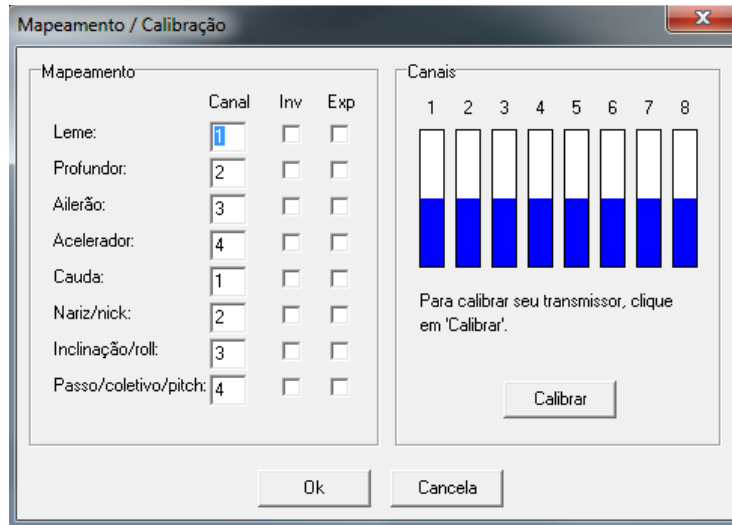 Mapeamento / Calibração
Mapeamento
Canal Inv Exp
Leme: 1
Profundor: 2
Ailerão: 3
Acelerador: 4
Cauda: 1
Nariz/nick: 2
Inclinação/roll: 3
Passo/coletivo/pitch: 4
Canais
1 2 3 4 5 6 7 8
Para calibrar seu transmissor, clique
em 'Calibrar'.
Calibrar
Ok Cancela